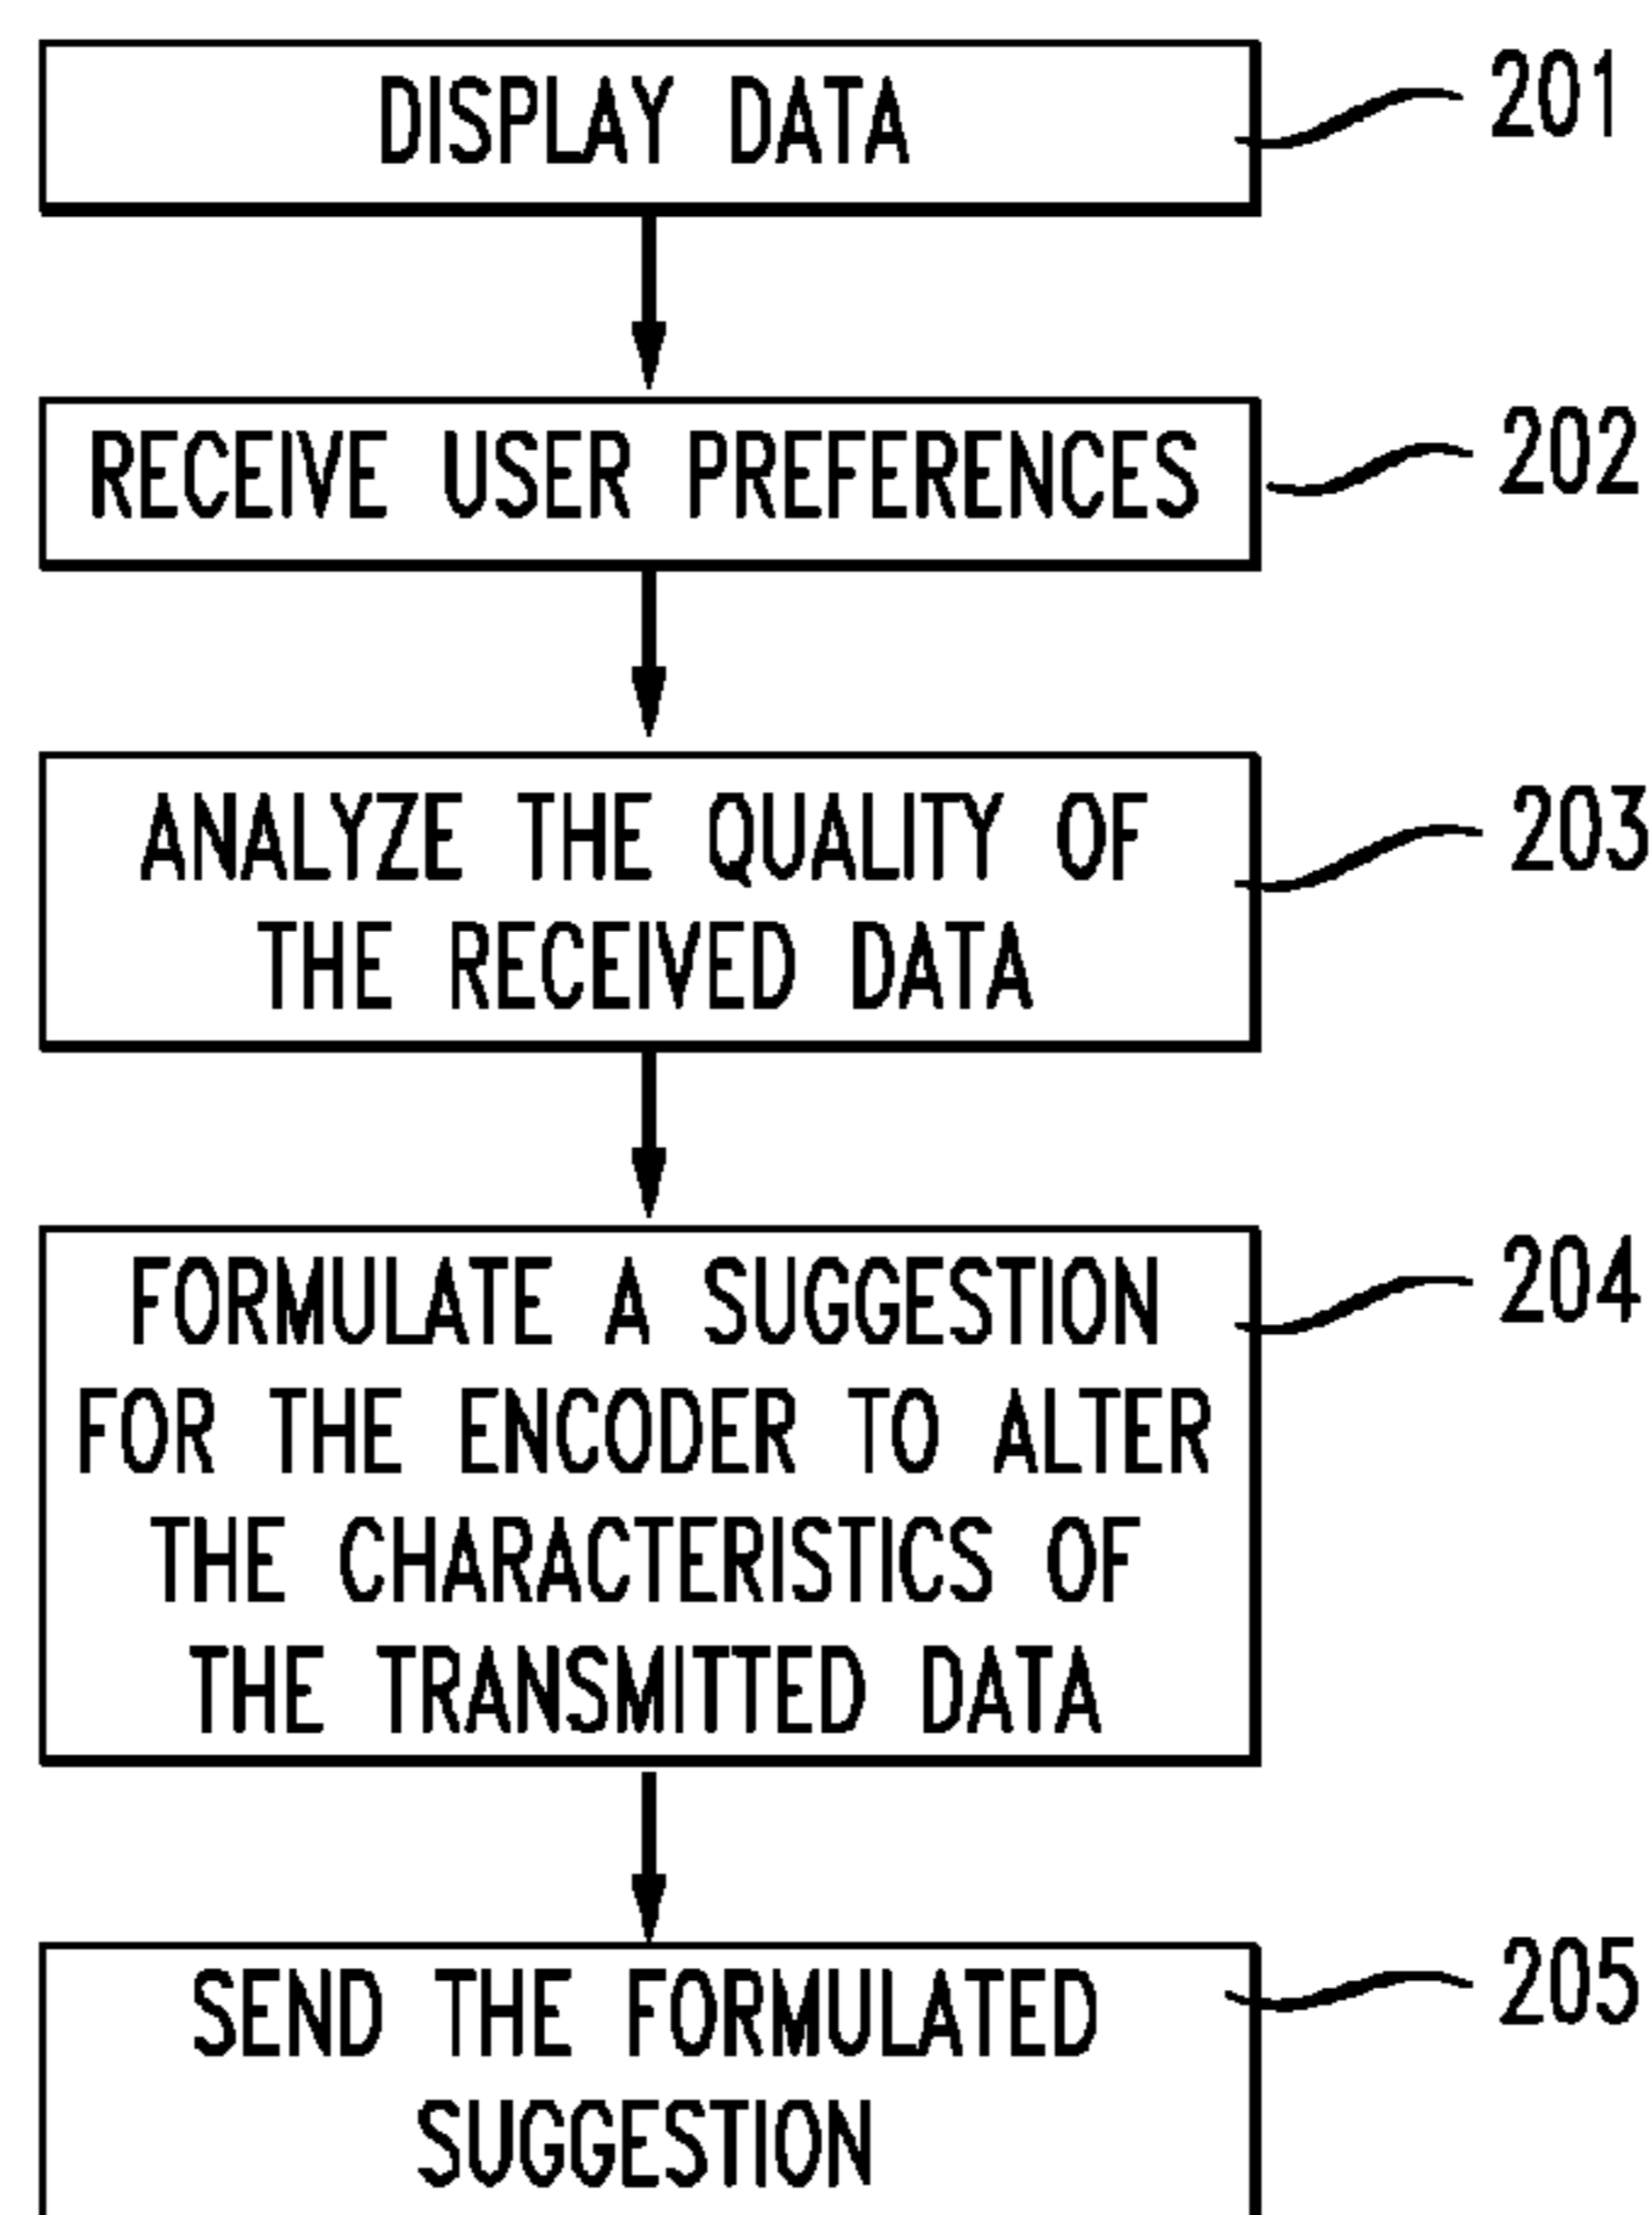 DISPLAY DATA
201
RECEIVE USER PREFERENCES
202
ANALYZE THE QUALITY OF
THE RECEIVED DATA
203
FORMULATE A SUGGESTION
FOR THE ENCODER TO ALTER
THE CHARACTERISTICS OF
THE TRANSMITTED DATA
204
SEND THE FORMULATED
SUGGESTION
205